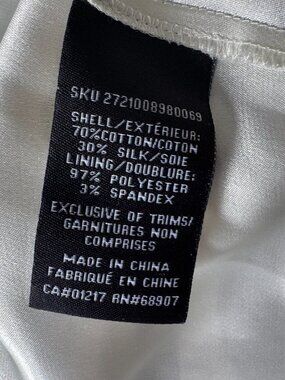 SKU 2721008980069
SHELL/EXTÉRIEUR:
70%COTTON/COTON
30% SILK/SOIE
LINING/DOUBLURE:
97% POLYESTER
3% SPANDEX
EXCLUSIVE OF TRIMS/
GARNITURES NON
COMPRISES
MADE IN CHINA
FABRIQUÉ EN CHINE
CA#01217 RN#68907